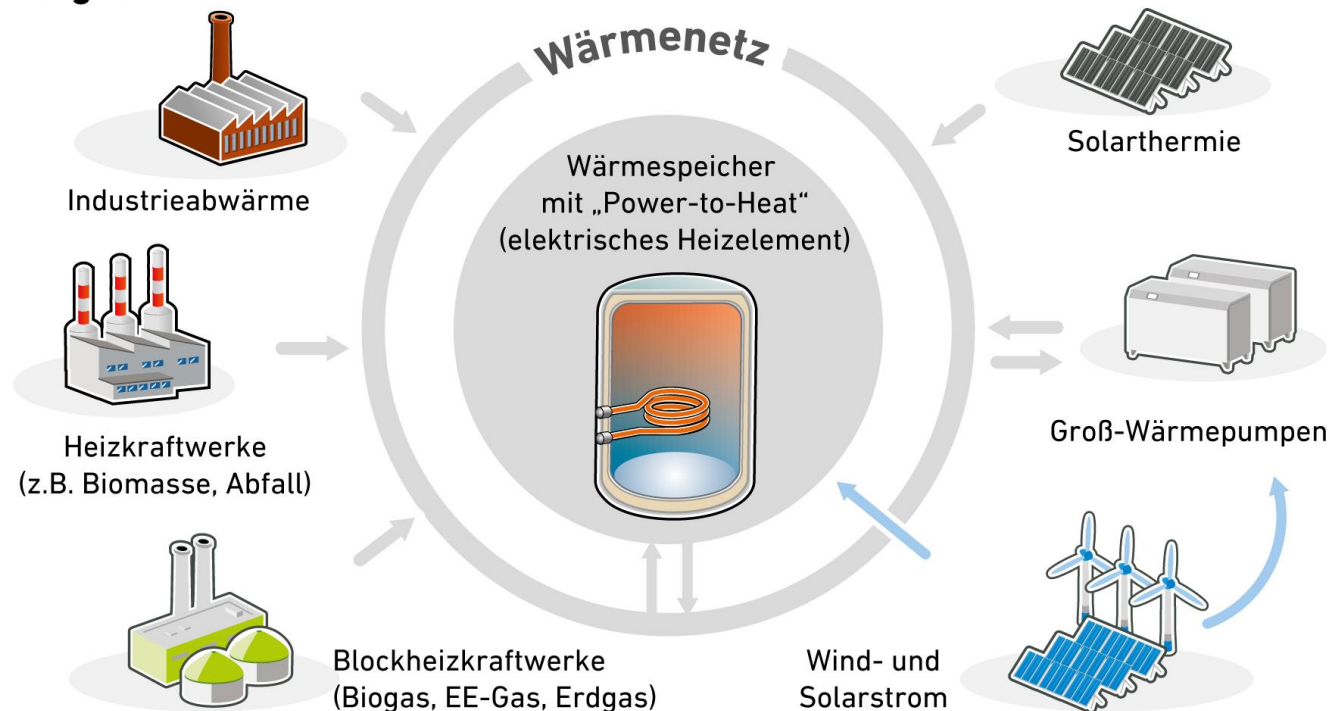 Wärmenetz
Industrieabwärme
Solarthermie
Wärmespeicher
mit „Power-to-Heat“
(elektrisches Heizelement)
Heizkraftwerke
(z.B. Biomasse, Abfall)
Groß-Wärmepumpen
Blockheizkraftwerke
(Biogas, EE-Gas, Erdgas)
Wind- und
Solarstrom